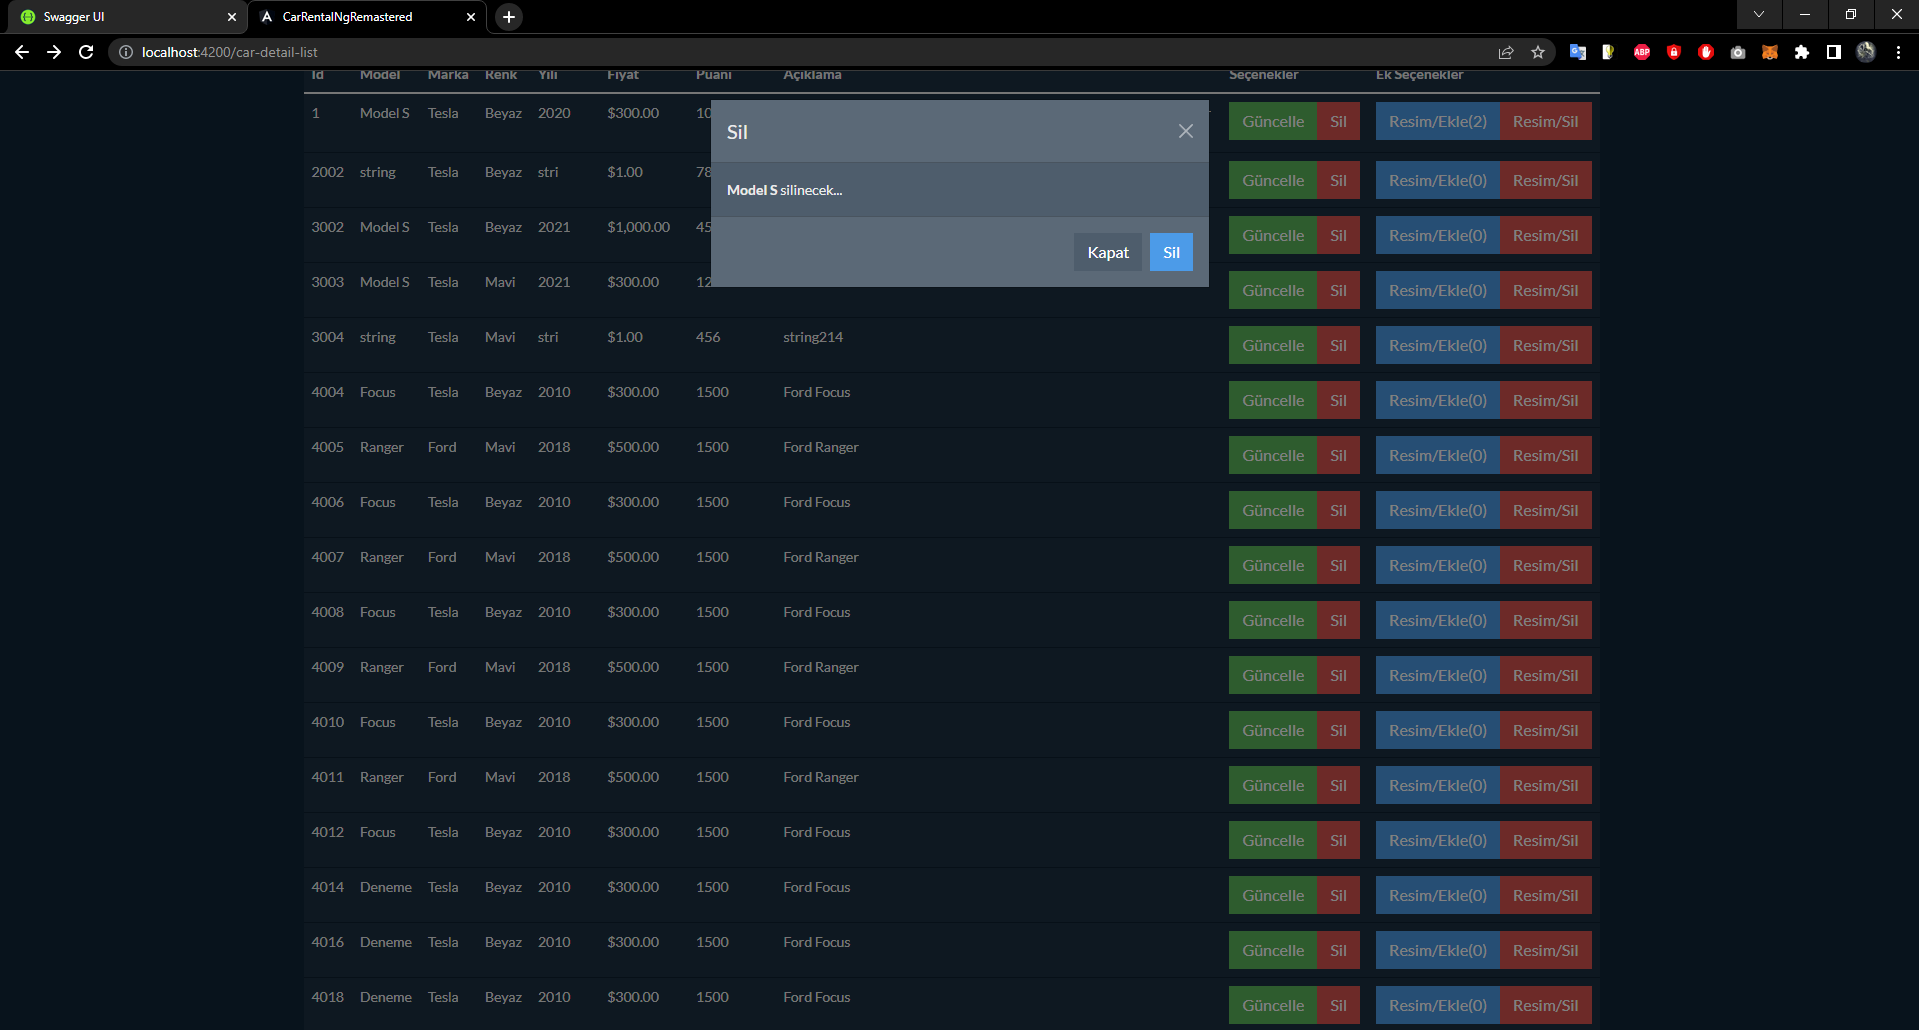 Swagger UI
CarRentalNgRemastered
localhost:4200/car-detail-list
Id Model Marka Renk Yılı Fiyat Puanı Açıklama Seçenekler Ek Seçenekler
1 Model S Tesla Beyaz 2020 $300.00 10 Güncelle Sil Resim/Ekle(2) Resim/Sil
Sil
2002 string Tesla Beyaz stri $1.00 78 Güncelle Sil Resim/Ekle(0) Resim/Sil
Model S silinecek...
3002 Model S Tesla Beyaz 2021 $1,000.00 45 Güncelle Sil Resim/Ekle(0) Resim/Sil
Kapat Sil
3003 Model S Tesla Mavi 2021 $300.00 12 Güncelle Sil Resim/Ekle(0) Resim/Sil
3004 string Tesla Mavi stri $1.00 456 string214 Güncelle Sil Resim/Ekle(0) Resim/Sil
4004 Focus Tesla Beyaz 2010 $300.00 1500 Ford Focus Güncelle Sil Resim/Ekle(0) Resim/Sil
4005 Ranger Ford Mavi 2018 $500.00 1500 Ford Ranger Güncelle Sil Resim/Ekle(0) Resim/Sil
4006 Focus Tesla Beyaz 2010 $300.00 1500 Ford Focus Güncelle Sil Resim/Ekle(0) Resim/Sil
4007 Ranger Ford Mavi 2018 $500.00 1500 Ford Ranger Güncelle Sil Resim/Ekle(0) Resim/Sil
4008 Focus Tesla Beyaz 2010 $300.00 1500 Ford Focus Güncelle Sil Resim/Ekle(0) Resim/Sil
4009 Ranger Ford Mavi 2018 $500.00 1500 Ford Ranger Güncelle Sil Resim/Ekle(0) Resim/Sil
4010 Focus Tesla Beyaz 2010 $300.00 1500 Ford Focus Güncelle Sil Resim/Ekle(0) Resim/Sil
4011 Ranger Ford Mavi 2018 $500.00 1500 Ford Ranger Güncelle Sil Resim/Ekle(0) Resim/Sil
4012 Focus Tesla Beyaz 2010 $300.00 1500 Ford Focus Güncelle Sil Resim/Ekle(0) Resim/Sil
4014 Deneme Tesla Beyaz 2010 $300.00 1500 Ford Focus Güncelle Sil Resim/Ekle(0) Resim/Sil
4016 Deneme Tesla Beyaz 2010 $300.00 1500 Ford Focus Güncelle Sil Resim/Ekle(0) Resim/Sil
4018 Deneme Tesla Beyaz 2010 $300.00 1500 Ford Focus Güncelle Sil Resim/Ekle(0) Resim/Sil